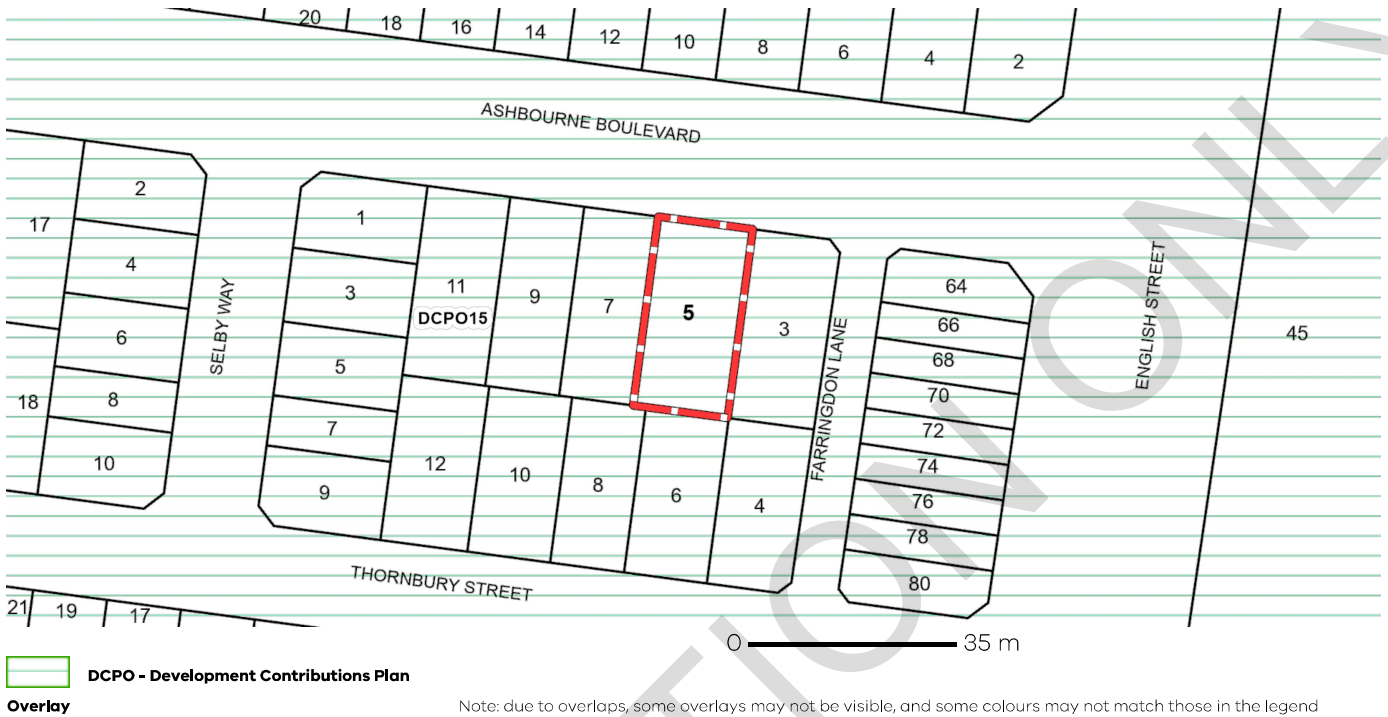 20 18 16 14 12 10 8 6 4 2
ASHBOURNE BOULEVARD
2
17
4
6
18 8
10
SELBY WAY
1
3
5
7
9
11
DCPO15
9
7
5
3
12
10
8
6
4
FARRINGDON LANE
64
66
68
70
72
74
76
78
80
ENGLISH STREET
45
THORNBURY STREET
21 19 17
TION ONLY
0 35 m
DCPO - Development Contributions Plan
Overlay
Note: due to overlaps, some overlays may not be visible, and some colours may not match those in the legend